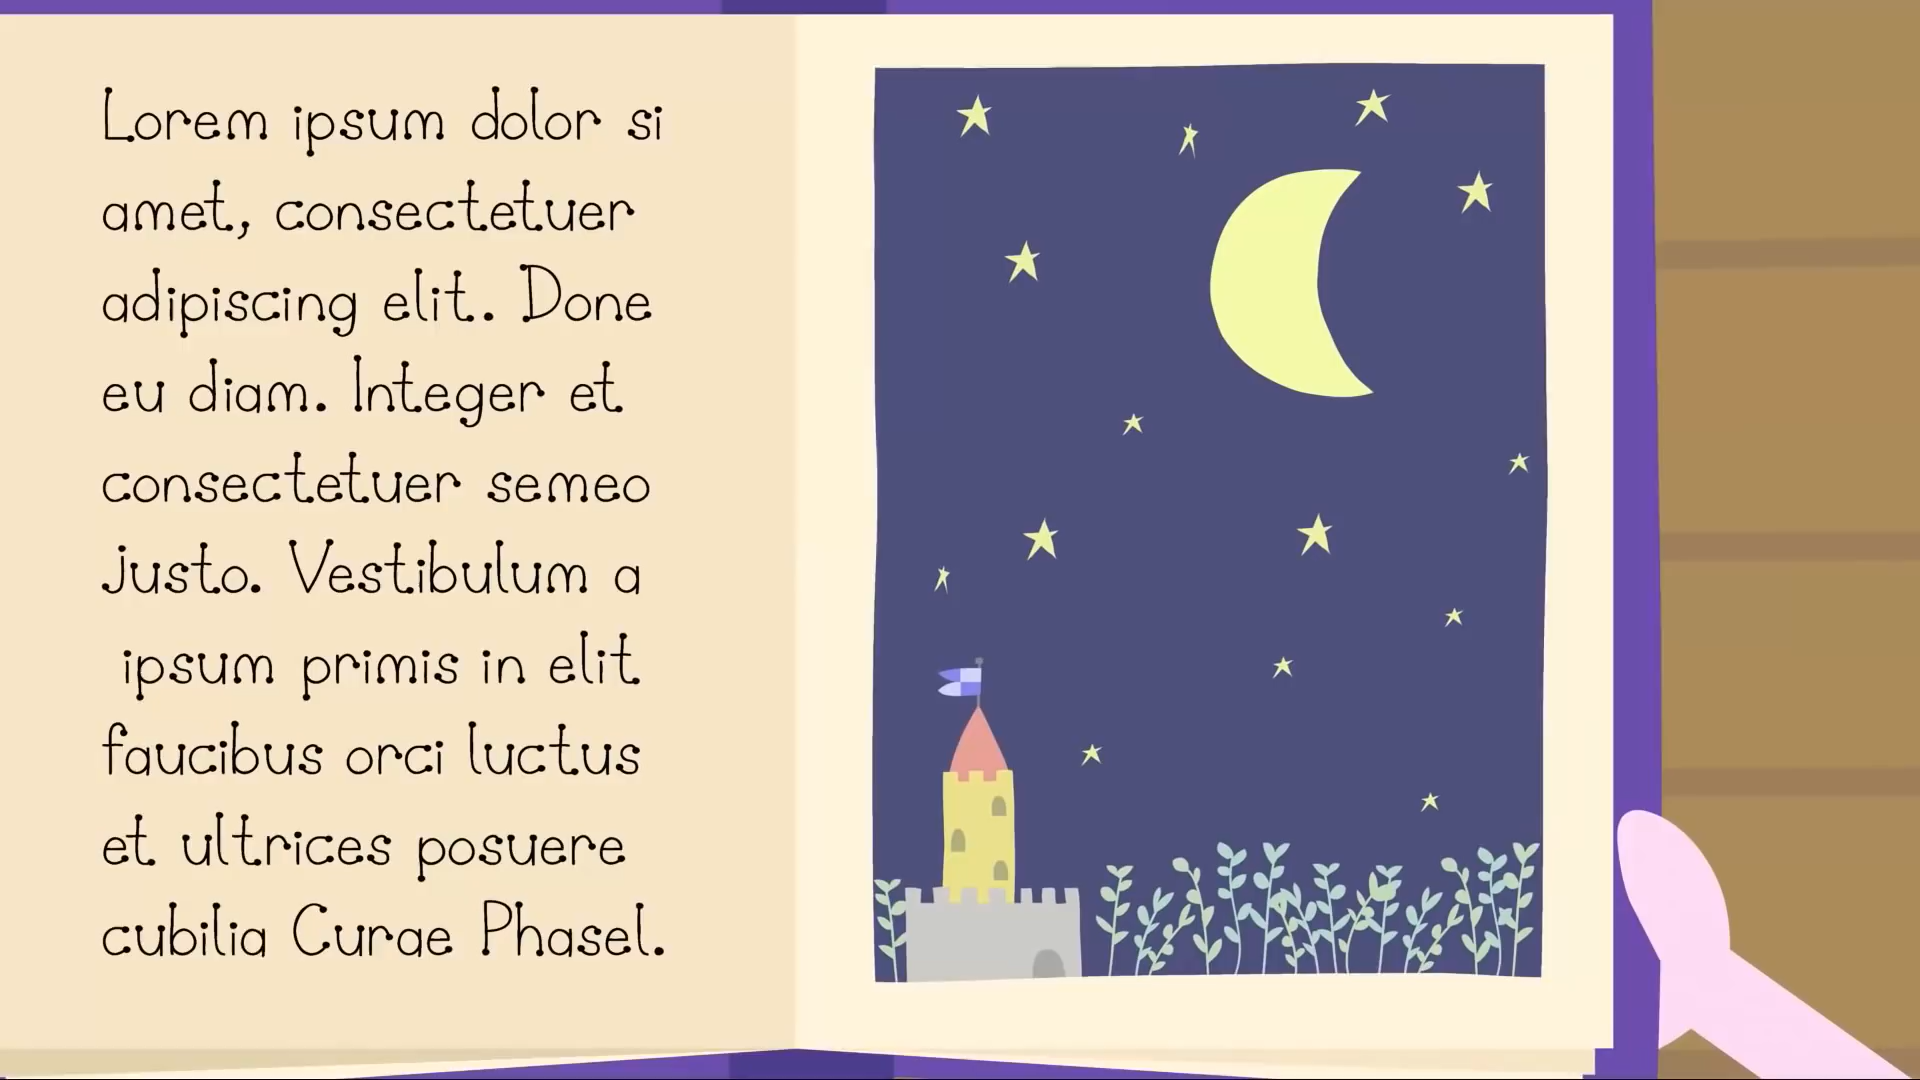 Lorem ipsum dolor si
amet, consectetuer
adipiscing elit. Done
eu diam. Integer et
consectetuer semeo
justo. Vestibulum a
ipsum primis in elit
faucibus orci luctus
et ultrices posuere
cubilia Curae Phasel.